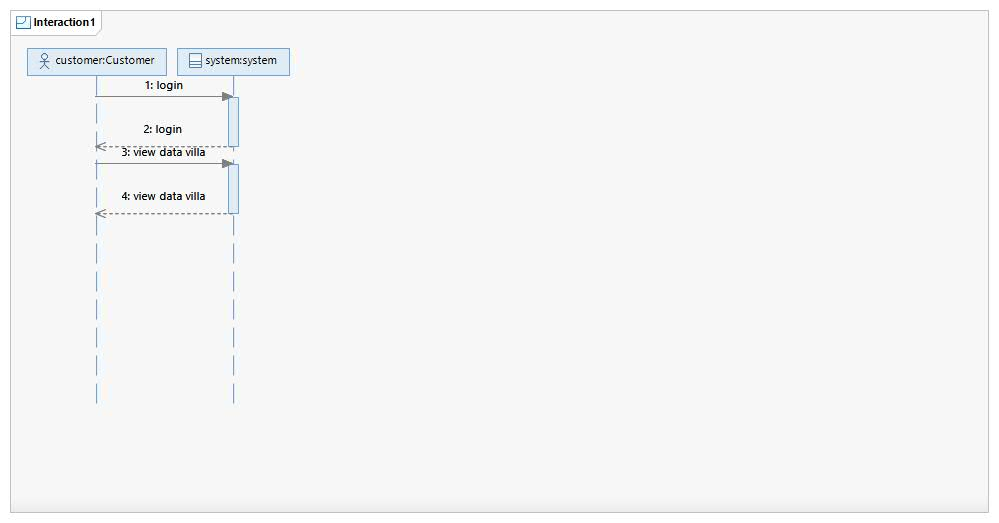 Interaction1
customer:Customer
system:system
1: login
2: login
3: view data villa
4: view data villa